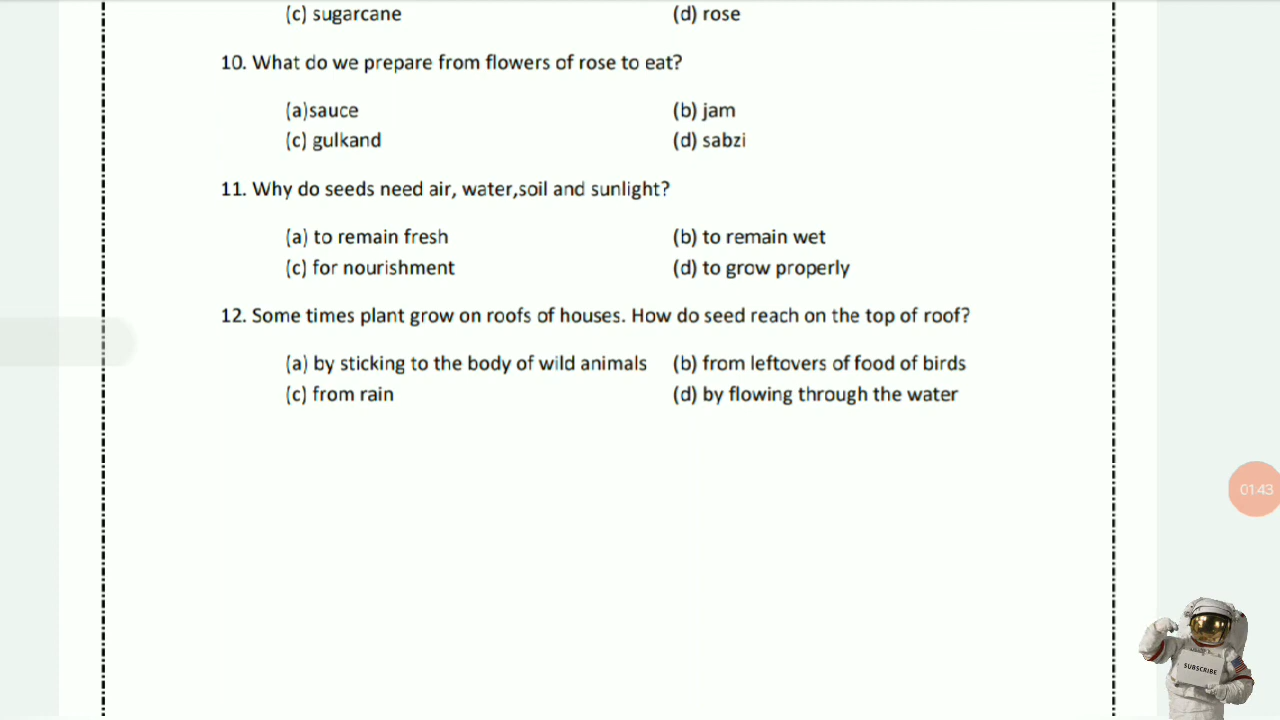 (c) sugarcane (d) rose
10. What do we prepare from flowers of rose to eat?
(a)sauce (b) jam
(c) gulkand (d) sabzi
11. Why do seeds need air, water,soil and sunlight?
(a) to remain fresh (b) to remain wet
(c) for nourishment (d) to grow properly
12. Some times plant grow on roofs of houses. How do seed reach on the top of roof?
(a) by sticking to the body of wild animals (b) from leftovers of food of birds
(c) from rain (d) by flowing through the water
01:43
SUBSCRIBE